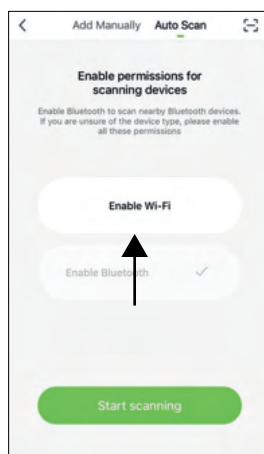 Add Manually Auto Scan
Enable permissions for
scanning devices
Enable Bluetooth to scan nearby Bluetooth devices.
If you are unsure of the device type, please enable
all these permissions
Enable Wi-Fi
Enable Bluetooth
Start scanning